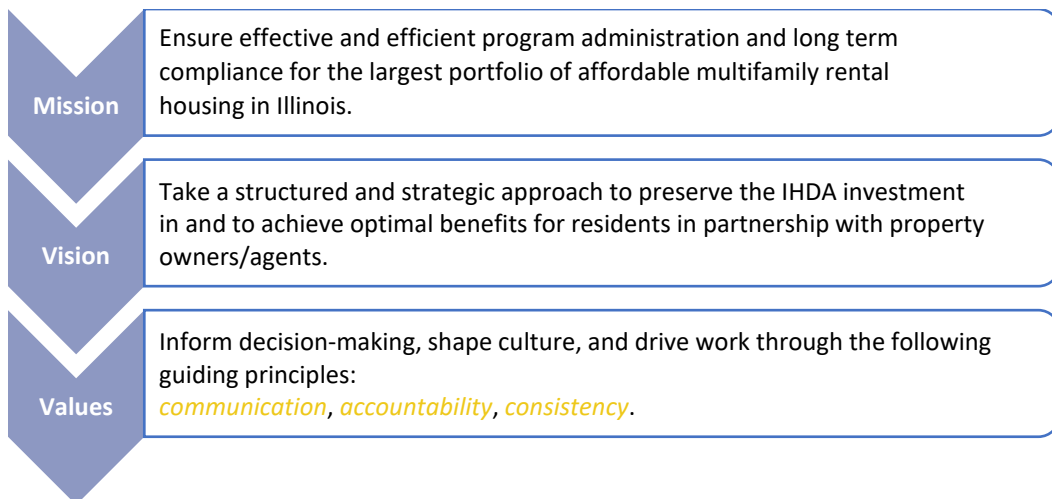 Mission
Ensure effective and efficient program administration and long term
compliance for the largest portfolio of affordable multifamily rental
housing in Illinois.
Vision
Take a structured and strategic approach to preserve the IHDA investment
in and to achieve optimal benefits for residents in partnership with property
owners/agents.
Values
Inform decision-making, shape culture, and drive work through the following
guiding principles:
communication, accountability, consistency.